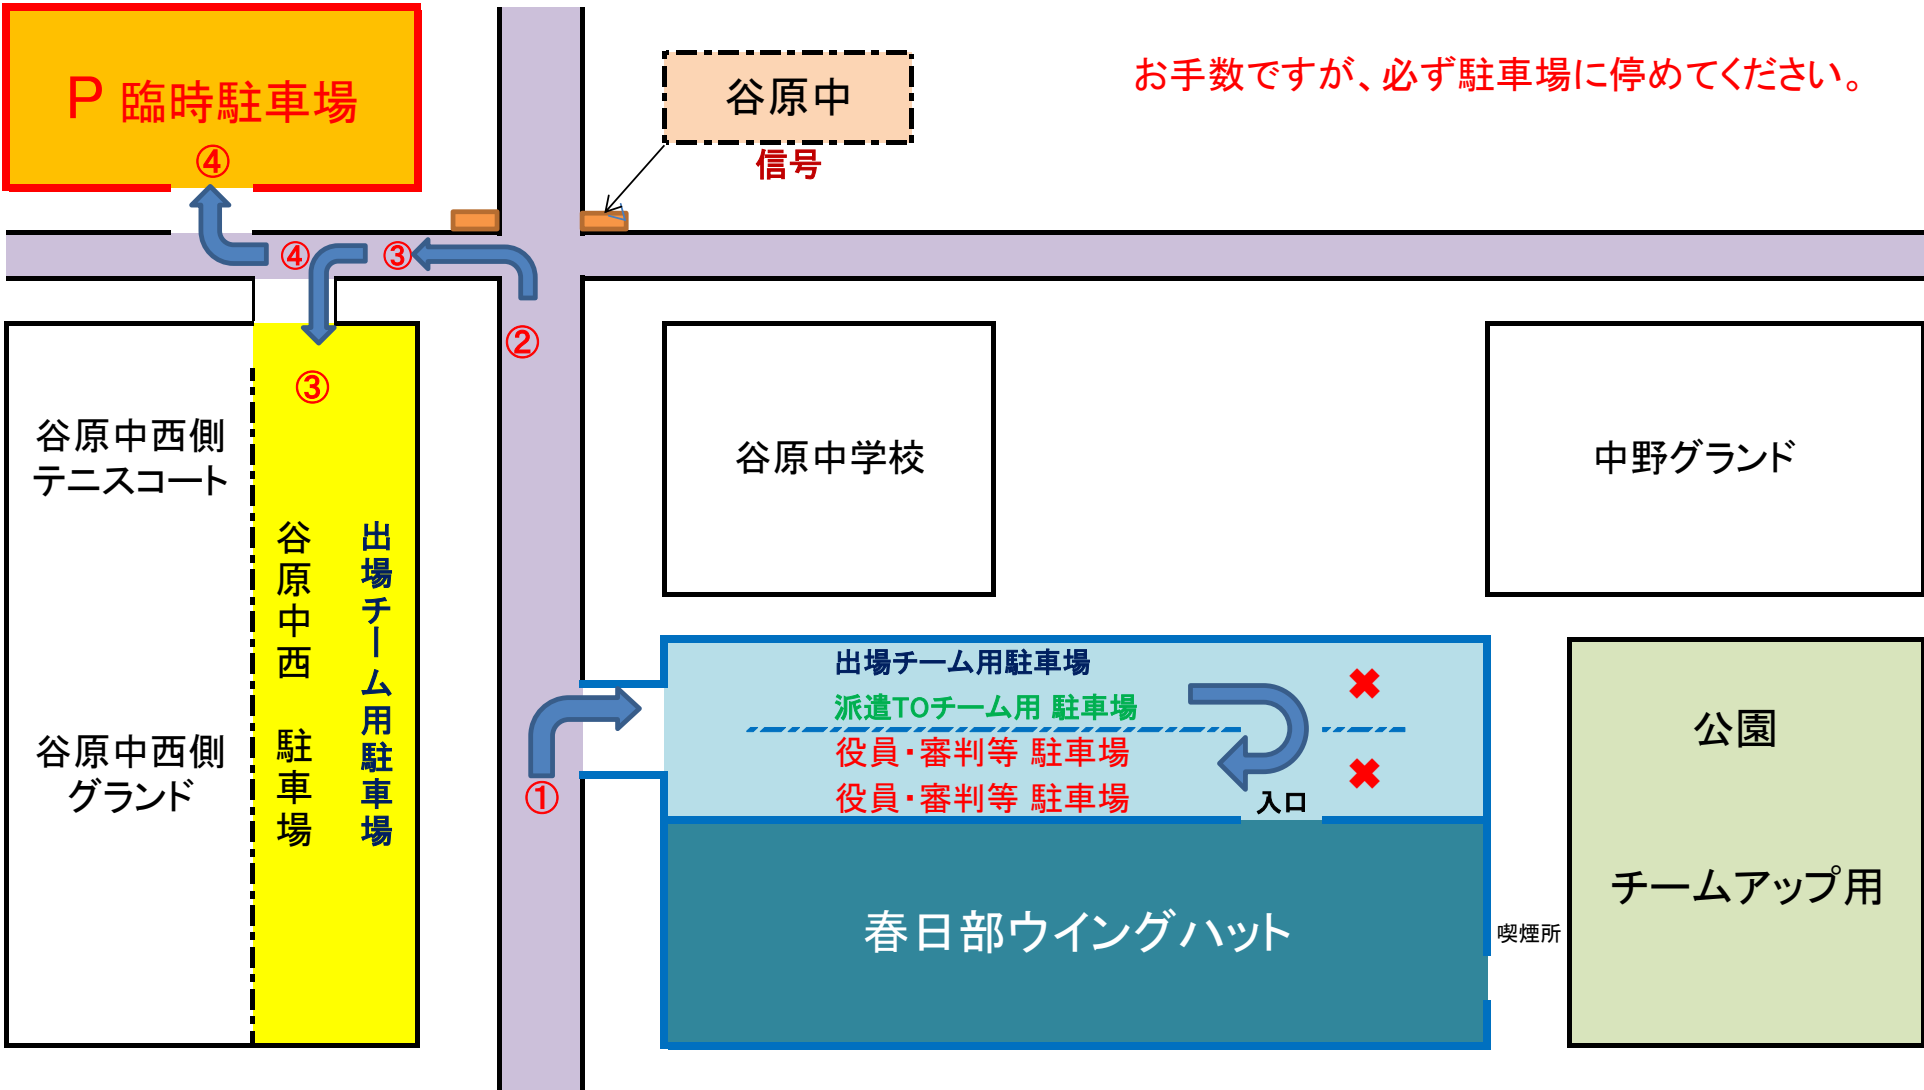 P 臨時駐車場
④
谷原中
信号
お手数ですが、必ず駐車場に停めてください。
④
③
②
③
谷原中西側
テニスコート
谷原中西側
グランド
谷原中西 駐車場
出場チーム用駐車場
谷原中学校
中野グランド
①
出場チーム用駐車場
派遣TOチーム用 駐車場
役員・審判等 駐車場
役員・審判等 駐車場
入口
春日部ウイングハット
喫煙所
公園
チームアップ用